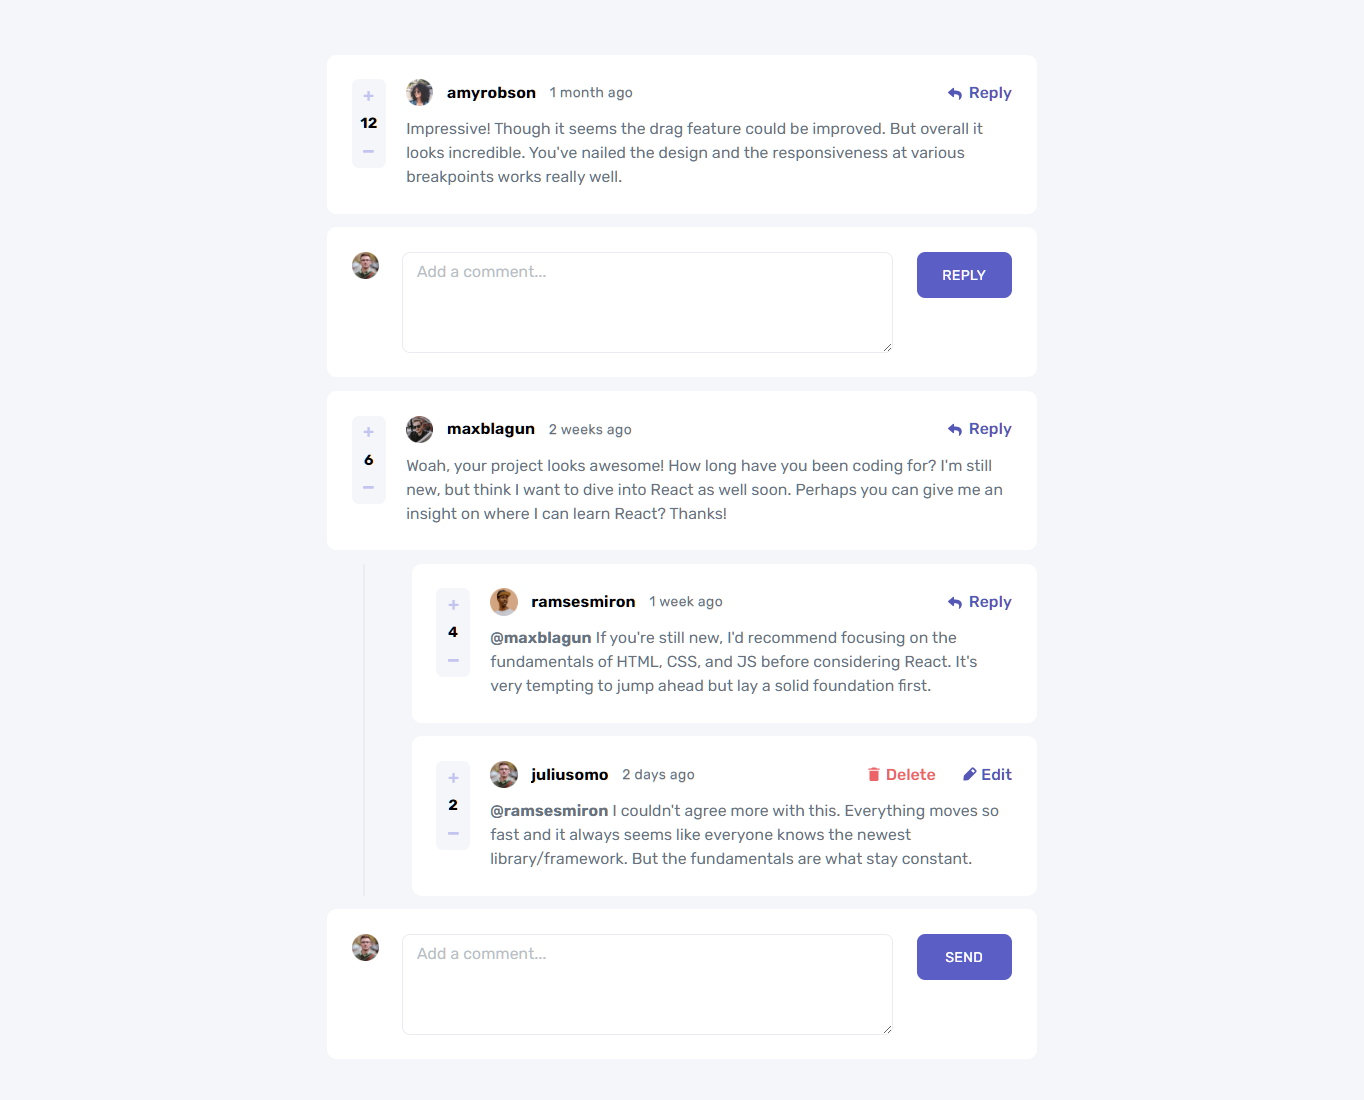 +
amyrobson 1 month ago Reply
12
Impressive! Though it seems the drag feature could be improved. But overall it
looks incredible. You've nailed the design and the responsiveness at various
−
breakpoints works really well.
Add a comment...
REPLY
+
maxblagun 2 weeks ago Reply
6
Woah, your project looks awesome! How long have you been coding for? I'm still
new, but think I want to dive into React as well soon. Perhaps you can give me an
−
insight on where I can learn React? Thanks!
+
ramsesmiron 1 week ago Reply
4
@maxblagun If you're still new, I'd recommend focusing on the
fundamentals of HTML, CSS, and JS before considering React. It's
−
very tempting to jump ahead but lay a solid foundation first.
+
juliusomo 2 days ago Delete Edit
2
@ramsesmiron I couldn't agree more with this. Everything moves so
fast and it always seems like everyone knows the newest
−
library/framework. But the fundamentals are what stay constant.
Add a comment...
SEND